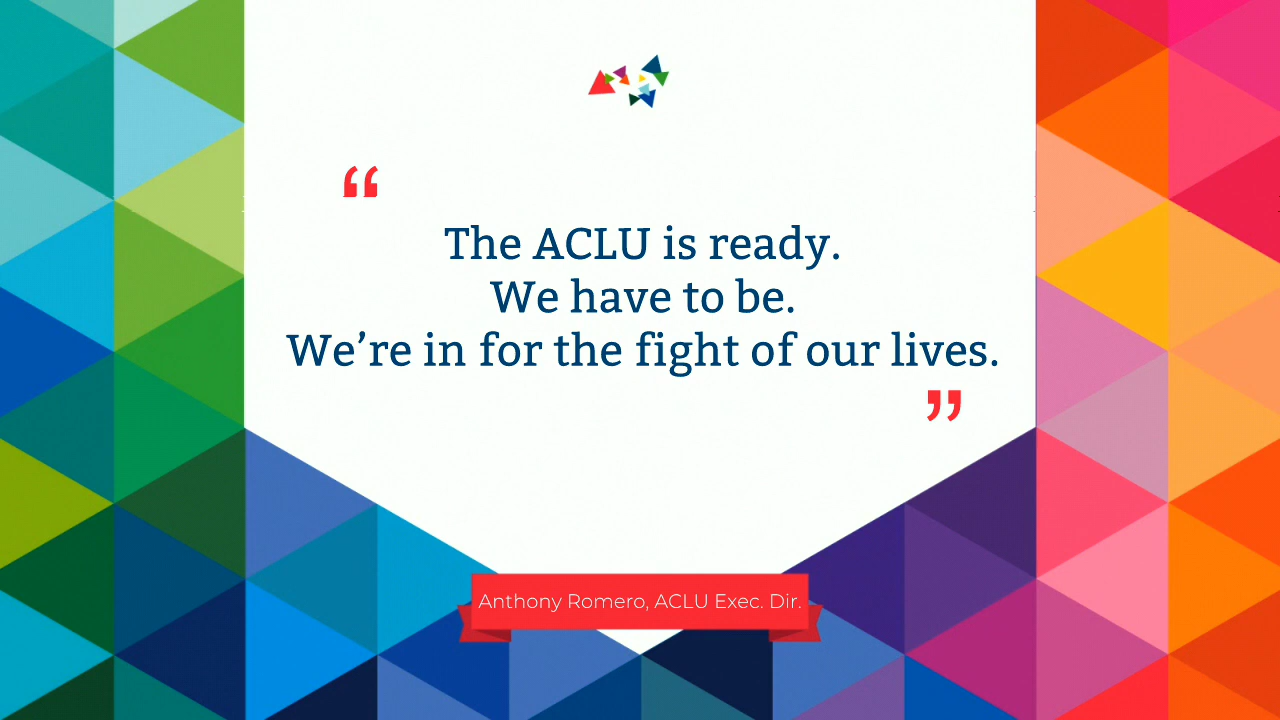 “
The ACLU is ready.
We have to be.
We’re in for the fight of our lives.
”
Anthony Romero, ACLU Exec. Dir.